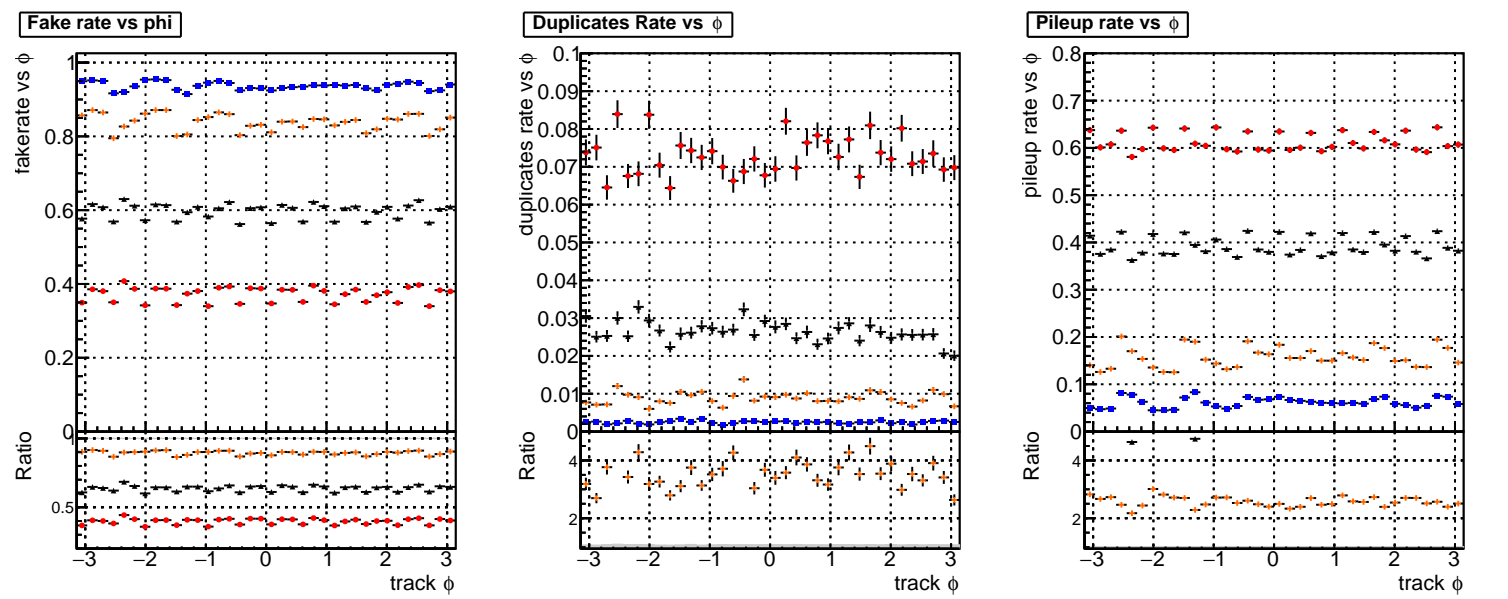 Fake rate vs phi
fakerate vs ϕ
1
0.8
0.6
0.4
0.2
0
Ratio
1
0.5
−3 −2 −1 0 1 2 3
track ϕ
Duplicates Rate vs ϕ
duplicates rate vs ϕ
0.1
0.09
0.08
0.07
0.06
0.05
0.04
0.03
0.02
0.01
0
Ratio
4
2
−3 −2 −1 0 1 2 3
track ϕ
Pileup rate vs ϕ
pileup rate vs ϕ
0.8
0.7
0.6
0.5
0.4
0.3
0.2
0.1
0
Ratio
4
2
−3 −2 −1 0 1 2 3
track ϕ